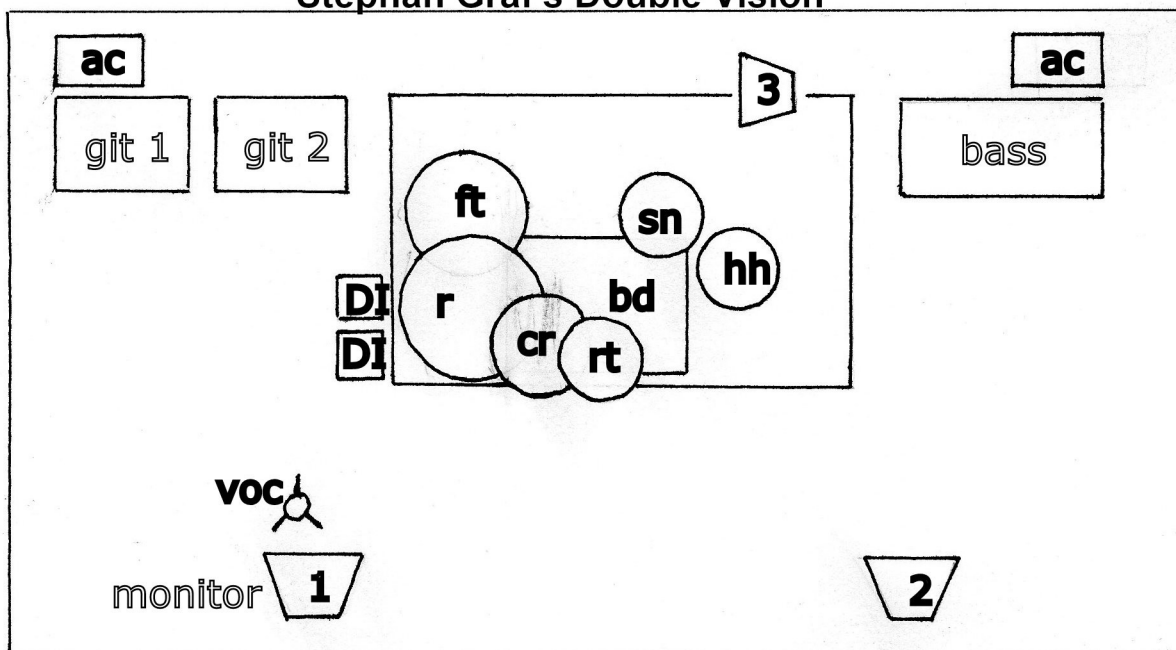 Stephan Graf's Double Vision
ac
ac
3
git 1
git 2
bass
ft
sn
hh
DI
r
bd
DI
cr
rt
voc
monitor
1
2